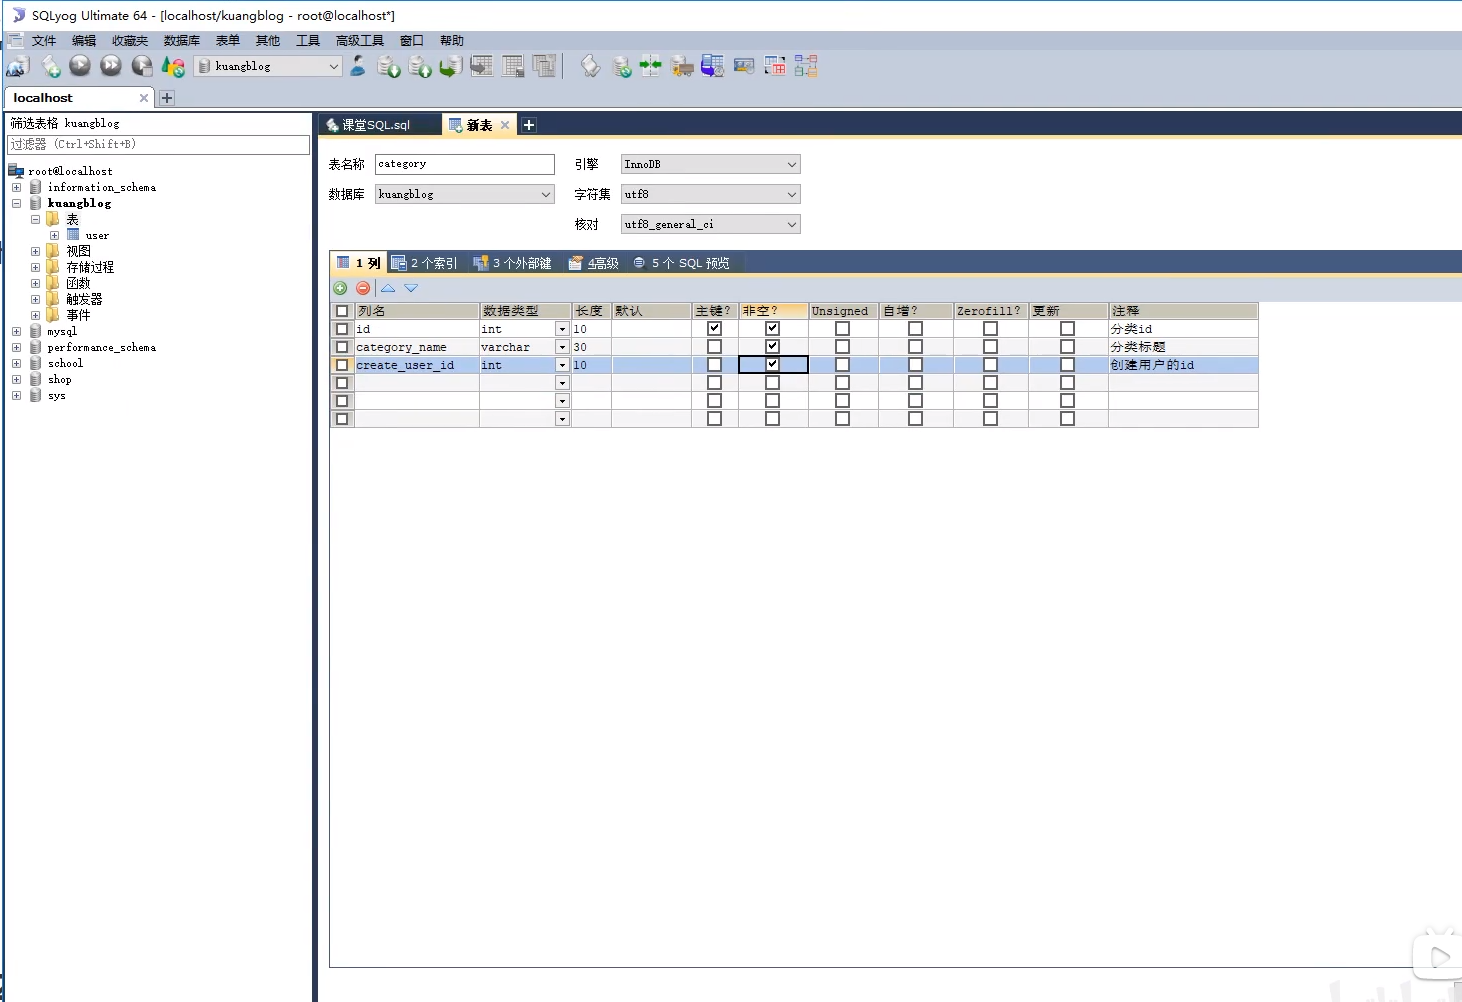 SQLyog Ultimate 64 - [localhost/kuangblog - root@localhost*]
文件 编辑 收藏夹 数据库 表单 其他 工具 高级工具 窗口 帮助
kuangblog
localhost
筛选表格 kuangblog
过滤器 (Ctrl+Shift+B)
root@localhost
information_schema
kuangblog
表
user
视图
存储过程
函数
触发器
事件
mysql
performance_schema
school
shop
sys
课堂SQL.sql 新表
表名称 category 引擎 InnoDB
数据库 kuangblog 字符集 utf8
核对 utf8_general_ci
1 列 2 个索引 3 个外部键 4高级 5 个 SQL 预览
列名 数据类型 长度 默认 主键? 非空? Unsigned 自增? Zerofill? 更新 注释
id int 10 分类id
category_name varchar 30 分类标题
create_user_id int 10 创建用户的id